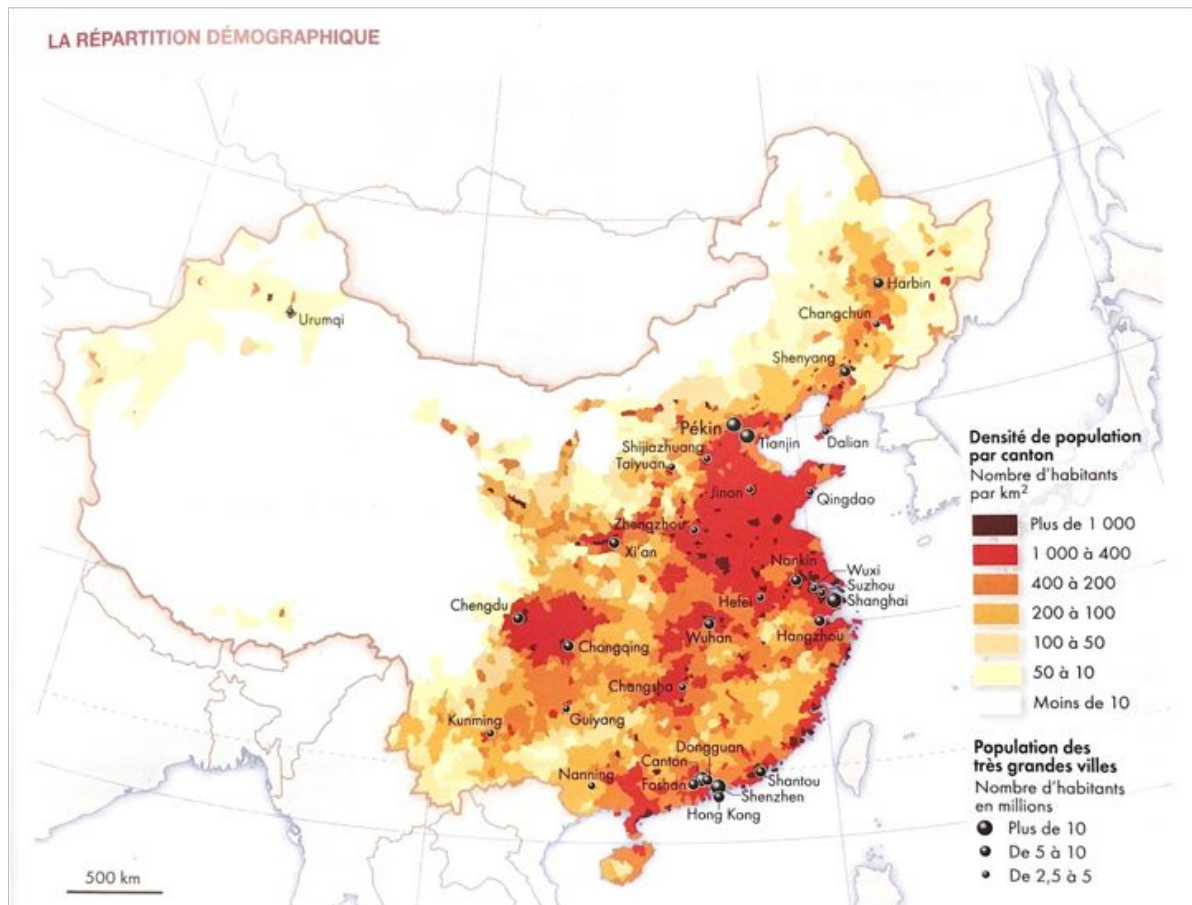 LA RÉPARTITION DÉMOGRAPHIQUE
Harbin
Changchun
Urumqi
Shenyang
Pékin
Tianjin
Dalian
Shijiazhuang
Taiyuan
Jinan
Qingdao
Zhengzhou
Xi'an
Nankin
Wuxi
Suzhou
Shanghai
Hefei
Chengdu
Wuhan
Hangzhou
Chongqing
Changsha
Kunming
Guiyang
Dongguan
Canton
Nanning
Foshan
Shantou
Shenzhen
Hong Kong
500 km
Densité de population
par canton
Nombre d'habitants
par km²
Plus de 1 000
1 000 à 400
400 à 200
200 à 100
100 à 50
50 à 10
Moins de 10
Population des
très grandes villes
Nombre d'habitants
en millions
Plus de 10
De 5 à 10
De 2,5 à 5